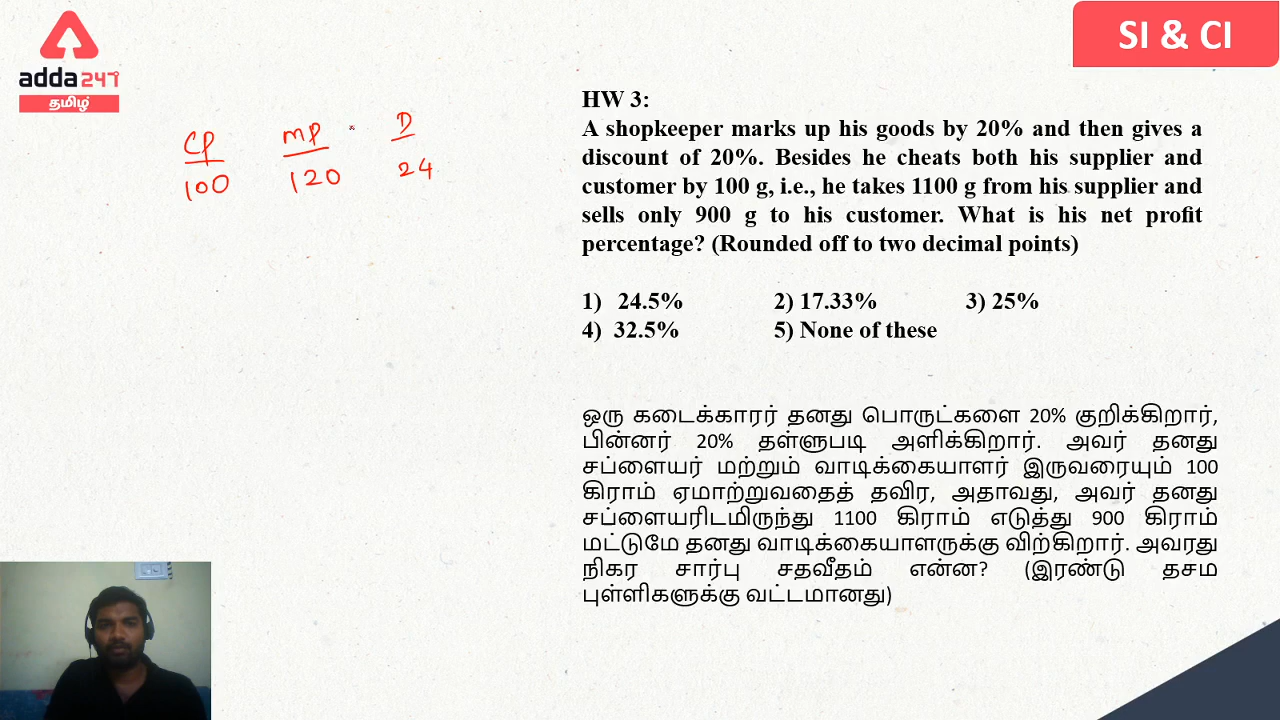 SI & CI
adda247
தமிழ்
CP MP D
100 120 24
HW 3:
A shopkeeper marks up his goods by 20% and then gives a
discount of 20%. Besides he cheats both his supplier and
customer by 100 g, i.e., he takes 1100 g from his supplier and
sells only 900 g to his customer. What is his net profit
percentage? (Rounded off to two decimal points)
1) 24.5% 2) 17.33% 3) 25%
4) 32.5% 5) None of these
ஒரு கடைக்காரர் தனது பொருட்களை 20% குறிக்கிறார்,
பின்னர் 20% தள்ளுபடி அளிக்கிறார். அவர் தனது
சப்ளையர் மற்றும் வாடிக்கையாளர் இருவரையும் 100
கிராம் ஏமாற்றுவதைத் தவிர, அதாவது, அவர் தனது
சப்ளையரிடமிருந்து 1100 கிராம் எடுத்து 900 கிராம்
மட்டுமே தனது வாடிக்கையாளருக்கு விற்கிறார். அவரது
நிகர சார்பு சதவீதம் என்ன? (இரண்டு தசம
புள்ளிகளுக்கு வட்டமானது)